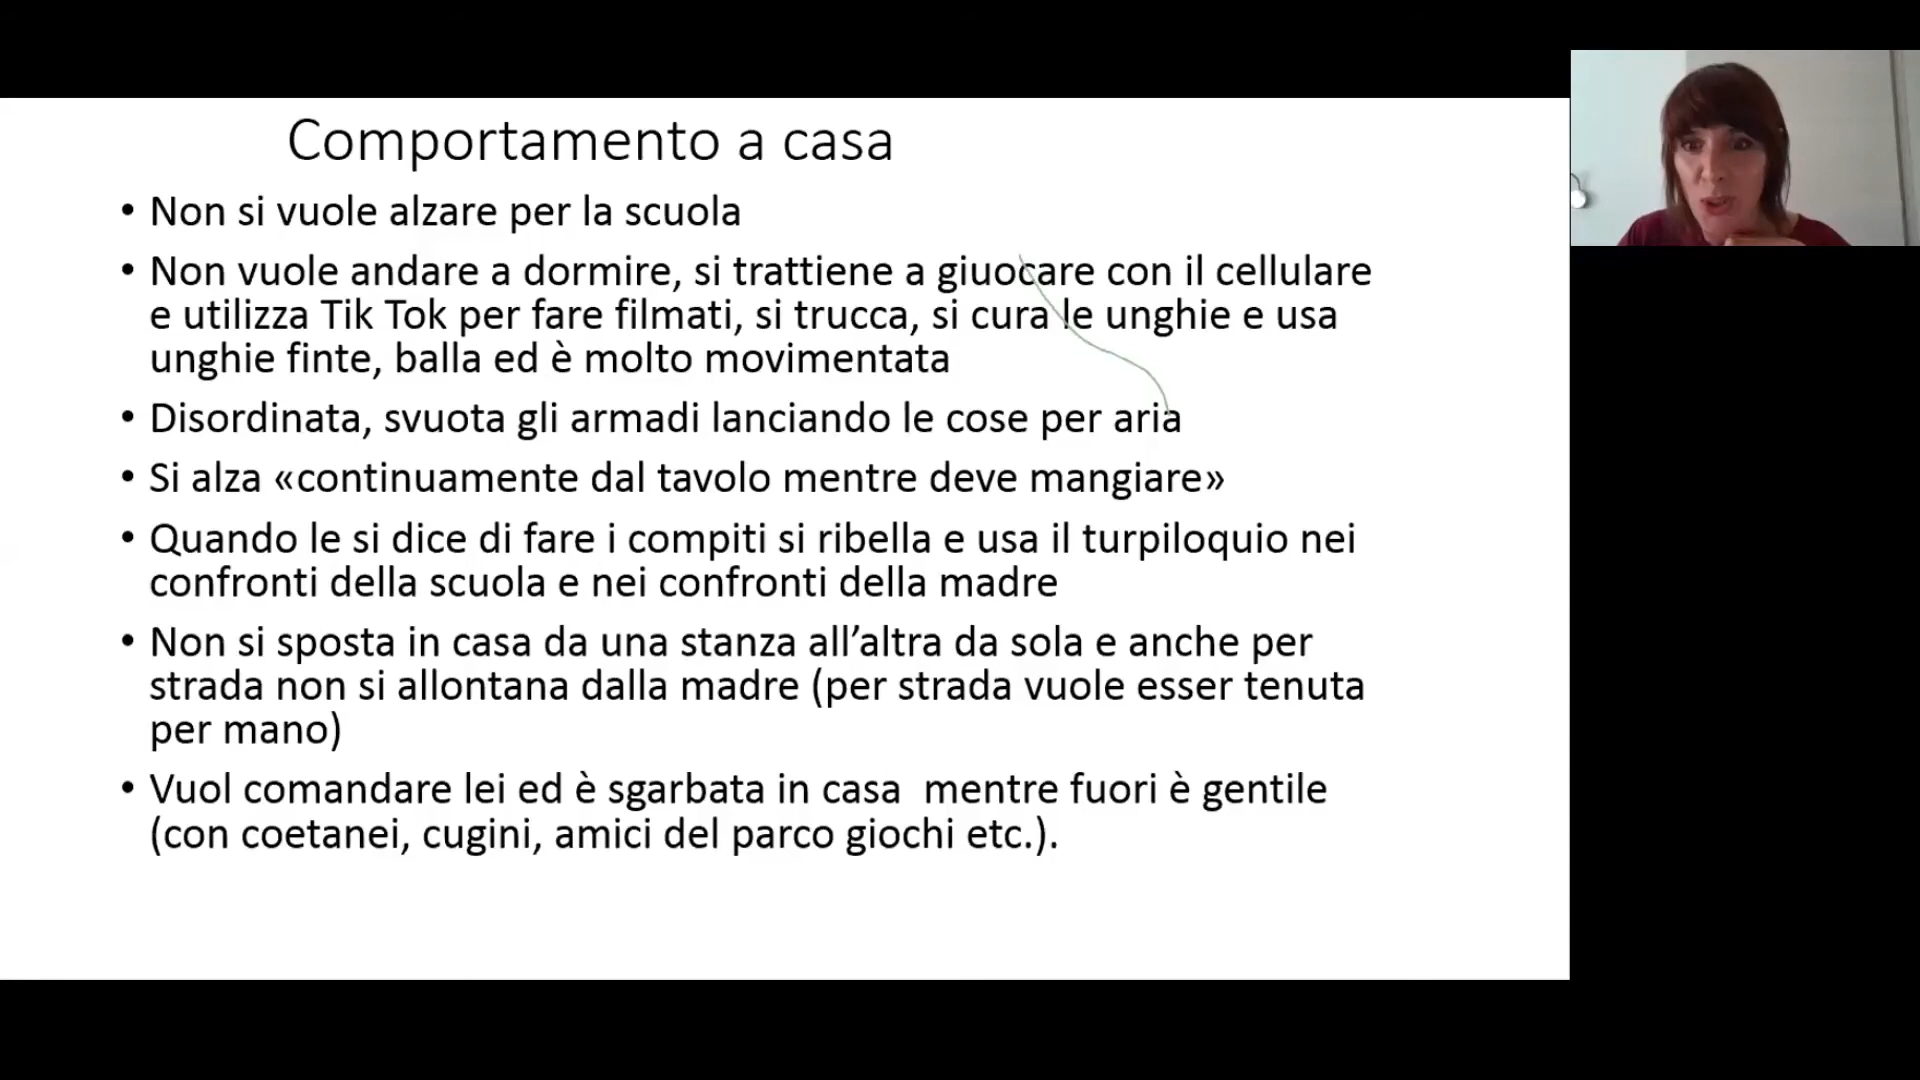 Comportamento a casa
• Non si vuole alzare per la scuola
• Non vuole andare a dormire, si trattiene a giuocare con il cellulare
e utilizza Tik Tok per fare filmati, si trucca, si cura le unghie e usa
unghie finte, balla ed è molto movimentata
• Disordinata, svuota gli armadi lanciando le cose per aria
• Si alza «continuamente dal tavolo mentre deve mangiare»
• Quando le si dice di fare i compiti si ribella e usa il turpiloquio nei
confronti della scuola e nei confronti della madre
• Non si sposta in casa da una stanza all’altra da sola e anche per
strada non si allontana dalla madre (per strada vuole esser tenuta
per mano)
• Vuol comandare lei ed è sgarbata in casa  mentre fuori è gentile
(con coetanei, cugini, amici del parco giochi etc.).